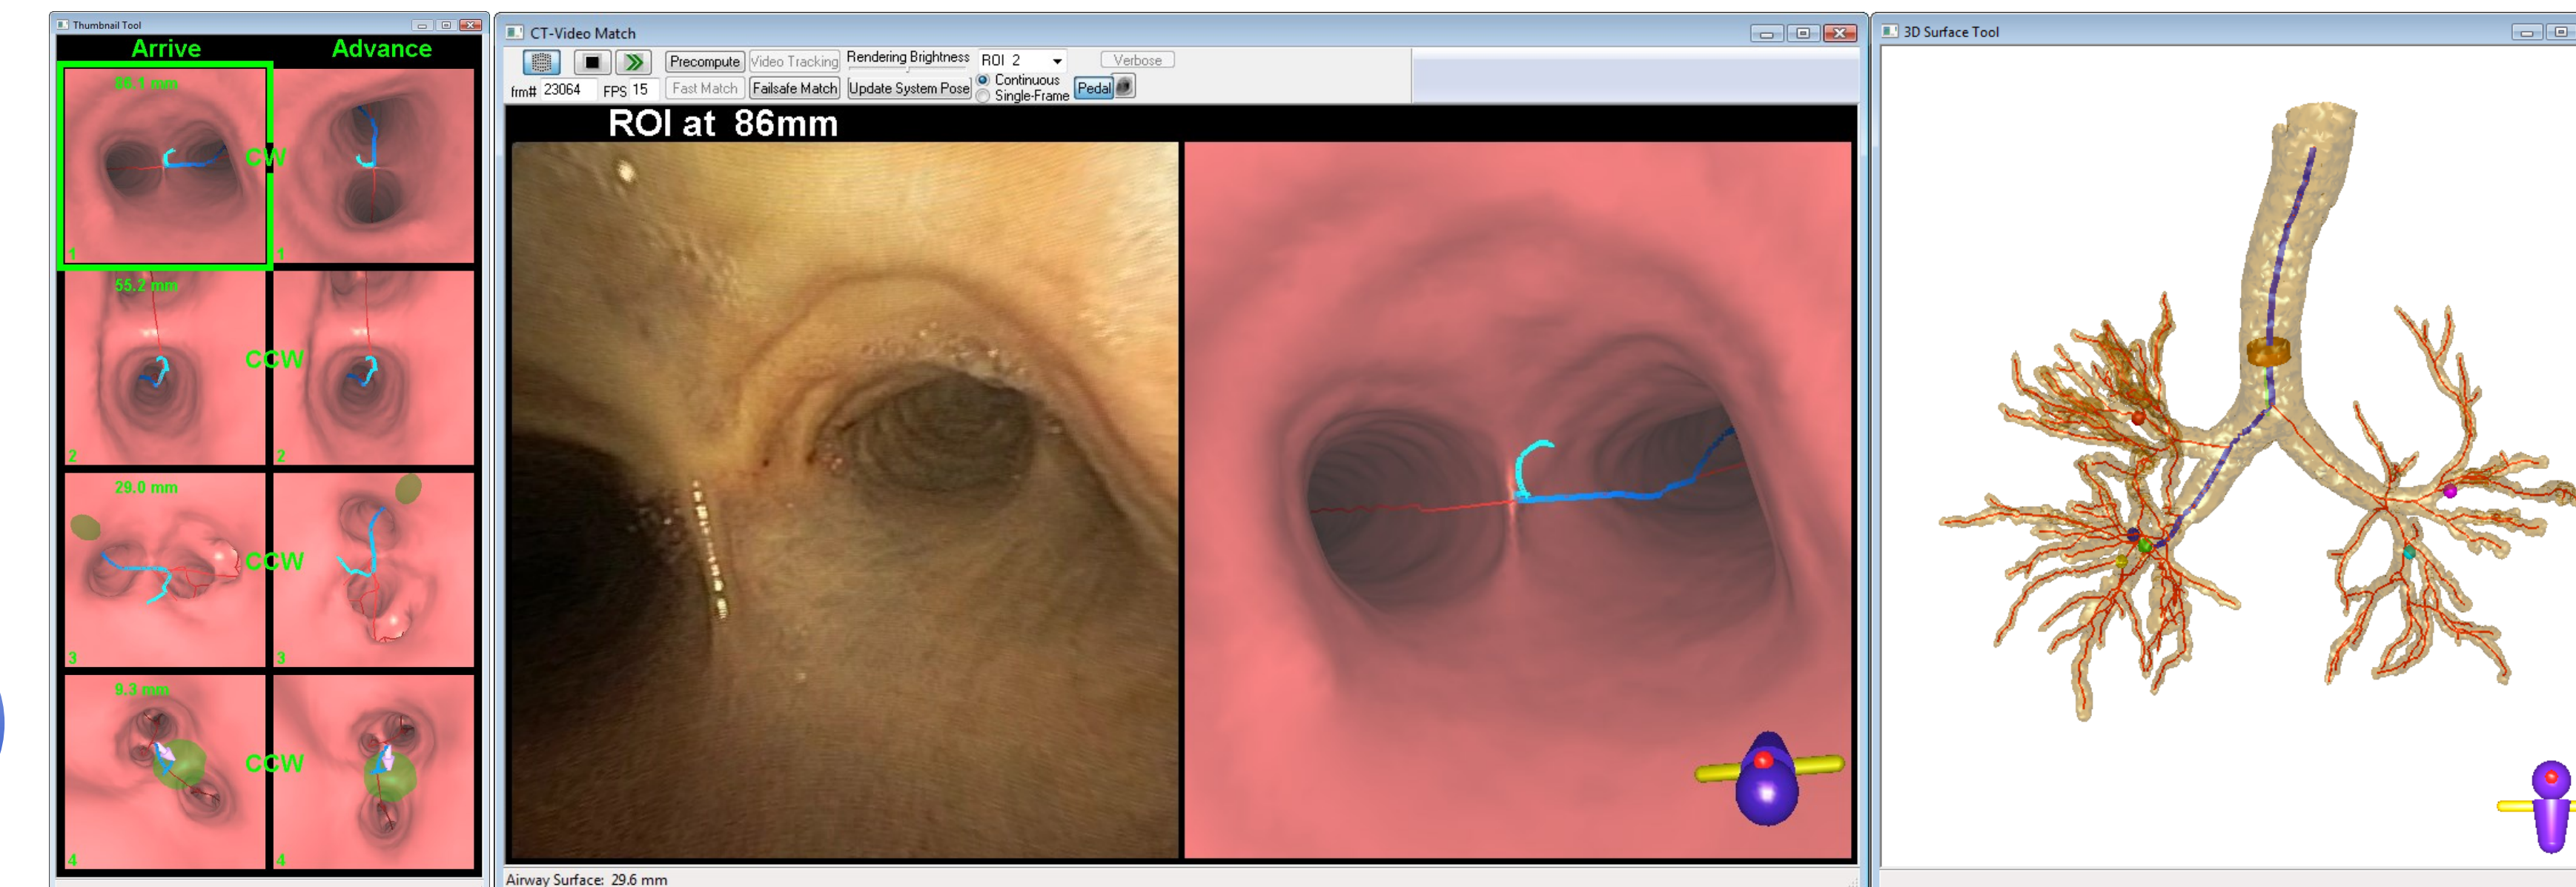 Thumbnail Tool
Arrive Advance
86.1 mm
CW
1 1
55.2 mm
CCW
2 2
29.0 mm
CCW
3 3
9.3 mm
CCW
4 4
CT-Video Match
Precompute Video Tracking Rendering Brightness ROI 2 Verbose
frm# 23064 FPS 15 Fast Match Failsafe Match Update System Pose Continuous Pedal
Single-Frame
ROI at 86mm
Airway Surface: 29.6 mm
3D Surface Tool